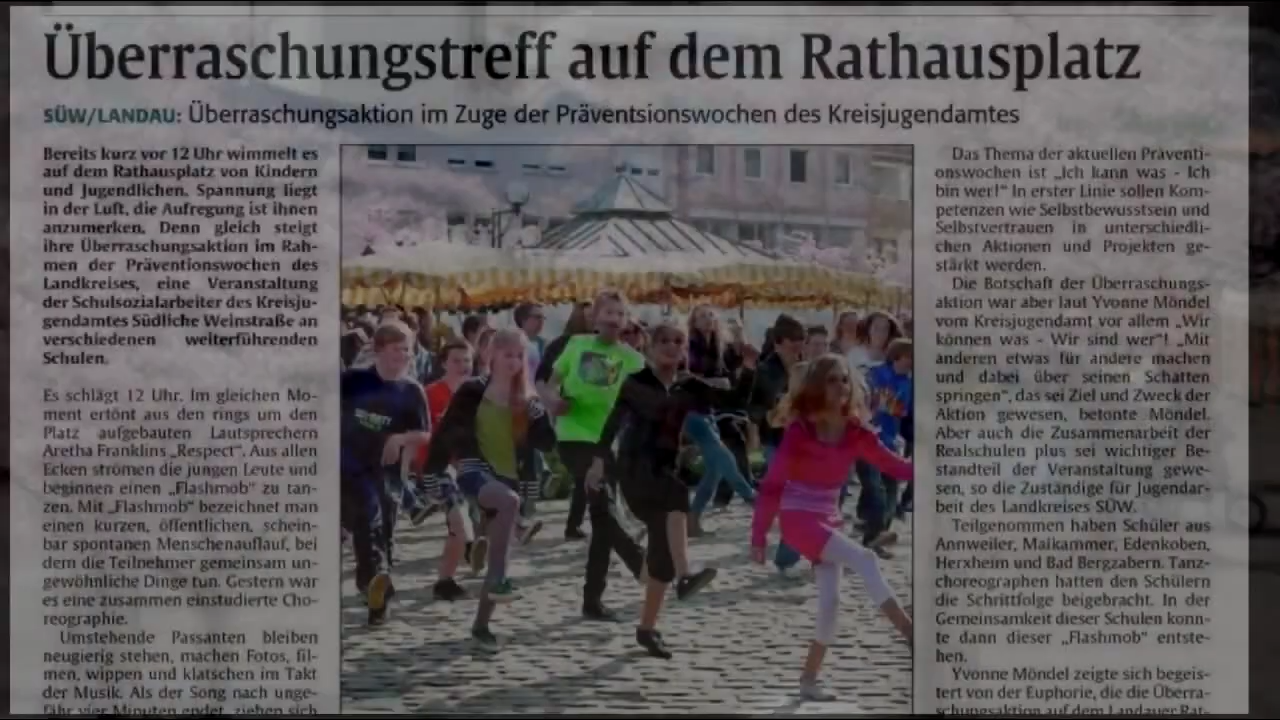 Überraschungstreff auf dem Rathausplatz
SÜW/LANDAU: Überraschungsaktion im Zuge der Präventsionswochen des Kreisjugendamtes
Bereits kurz vor 12 Uhr wimmelt es
auf dem Rathausplatz von Kindern
und Jugendlichen. Spannung liegt
in der Luft, die Aufregung ist ihnen
anzumerken. Denn gleich steigt
ihre Überraschungsaktion im Rah-
men der Präventionswochen des
Landkreises, eine Veranstaltung
der Schulsozialarbeiter des Kreisju-
gendamtes Südliche Weinstraße an
verschiedenen weiterführenden
Schulen.
Es schlägt 12 Uhr. Im gleichen Mo-
ment ertönt aus den rings um den
Platz aufgebauten Lautsprechern
Aretha Franklins „Respect". Aus allen
Ecken strömen die jungen Leute und
beginnen einen „Flashmob" zu tan-
zen. Mit „Flashmob" bezeichnet man
einen kurzen, öffentlichen, schein-
bar spontanen Menschenauflauf, bei
dem die Teilnehmer gemeinsam un-
gewöhnliche Dinge tun. Gestern war
es eine zusammen einstudierte Cho-
reographie.
Umstehende Passanten bleiben
neugierig stehen, machen Fotos, fil-
men, wippen und klatschen im Takt
der Musik. Als der Song nach unge-
fähr vier Minuten endet, ziehen sich
Das Thema der aktuellen Präventi-
onswochen ist „Ich kann was - Ich
bin wer!" In erster Linie sollen Kom-
petenzen wie Selbstbewusstsein und
Selbstvertrauen in unterschiedli-
chen Aktionen und Projekten ge-
stärkt werden.
Die Botschaft der Überraschungs-
aktion war aber laut Yvonne Möndel
vom Kreisjugendamt vor allem „Wir
können was - Wir sind wer"! „Mit
anderen etwas für andere machen
und dabei über seinen Schatten
springen", das sei Ziel und Zweck der
Aktion gewesen, betonte Möndel.
Aber auch die Zusammenarbeit der
Realschulen plus sei wichtiger Be-
standteil der Veranstaltung gewe-
sen, so die Zuständige für Jugendar-
beit des Landkreises SÜW.
Teilgenommen haben Schüler aus
Annweiler, Maikammer, Edenkoben,
Herxheim und Bad Bergzabern. Tanz-
choreographen hatten den Schülern
die Schrittfolge beigebracht. In der
Gemeinsamkeit dieser Schulen konn-
te dann dieser „Flashmob" entste-
hen.
Yvonne Möndel zeigte sich begeis-
tert von der Euphorie, die die Überra-
schungsaktion auf dem Landauer Rat-